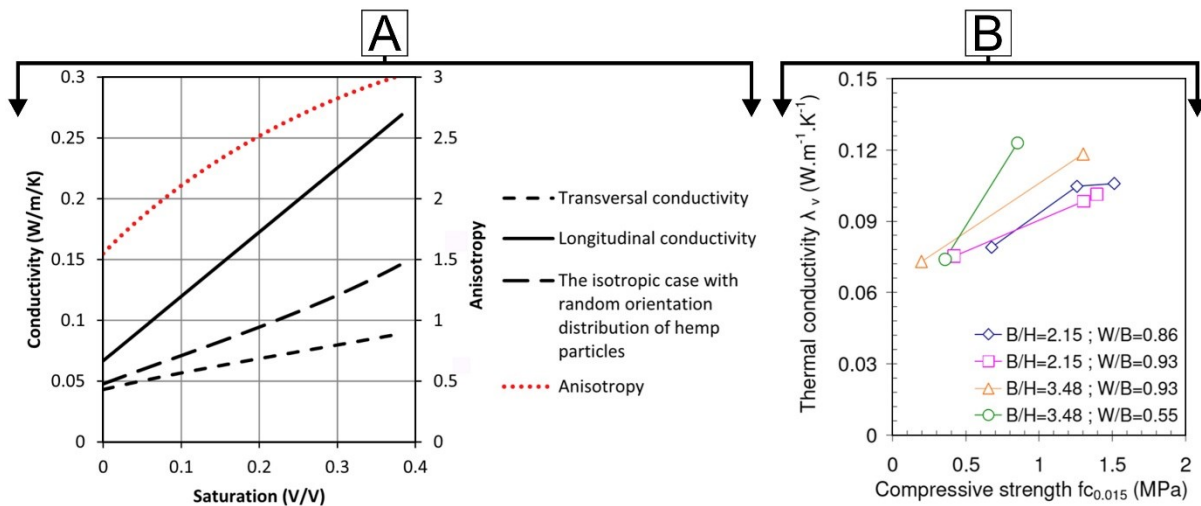 A
B
0.3
0.25
0.2
0.15
0.1
0.05
0
Conductivity (W/m/K)
3
2.5
2
1.5
1
0.5
0
Anisotropy
0
0.1
0.2
0.3
0.4
Saturation (V/V)
Transversal conductivity
Longitudinal conductivity
The isotropic case with
random orientation
distribution of hemp
particles
Anisotropy
0.15
0.12
0.09
0.06
0.03
0
Thermal conductivity λv (W.m⁻¹.K⁻¹)
B/H=2.15 ; W/B=0.86
B/H=2.15 ; W/B=0.93
B/H=3.48 ; W/B=0.93
B/H=3.48 ; W/B=0.55
0
0.5
1
1.5
2
Compressive strength fc0.015 (MPa)